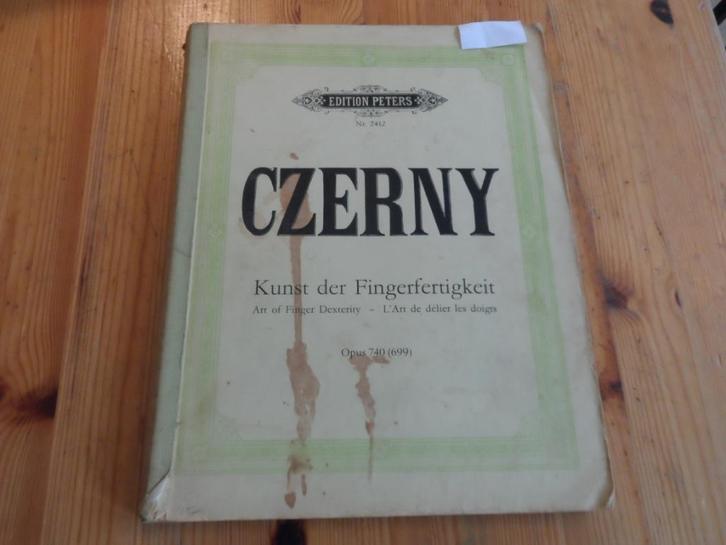 EDITION PETERS
Nr. 2412
CZERNY
Kunst der Fingerfertigkeit
Art of Finger Dexterity – L'Art de délier les doigts
Opus 740 (699)